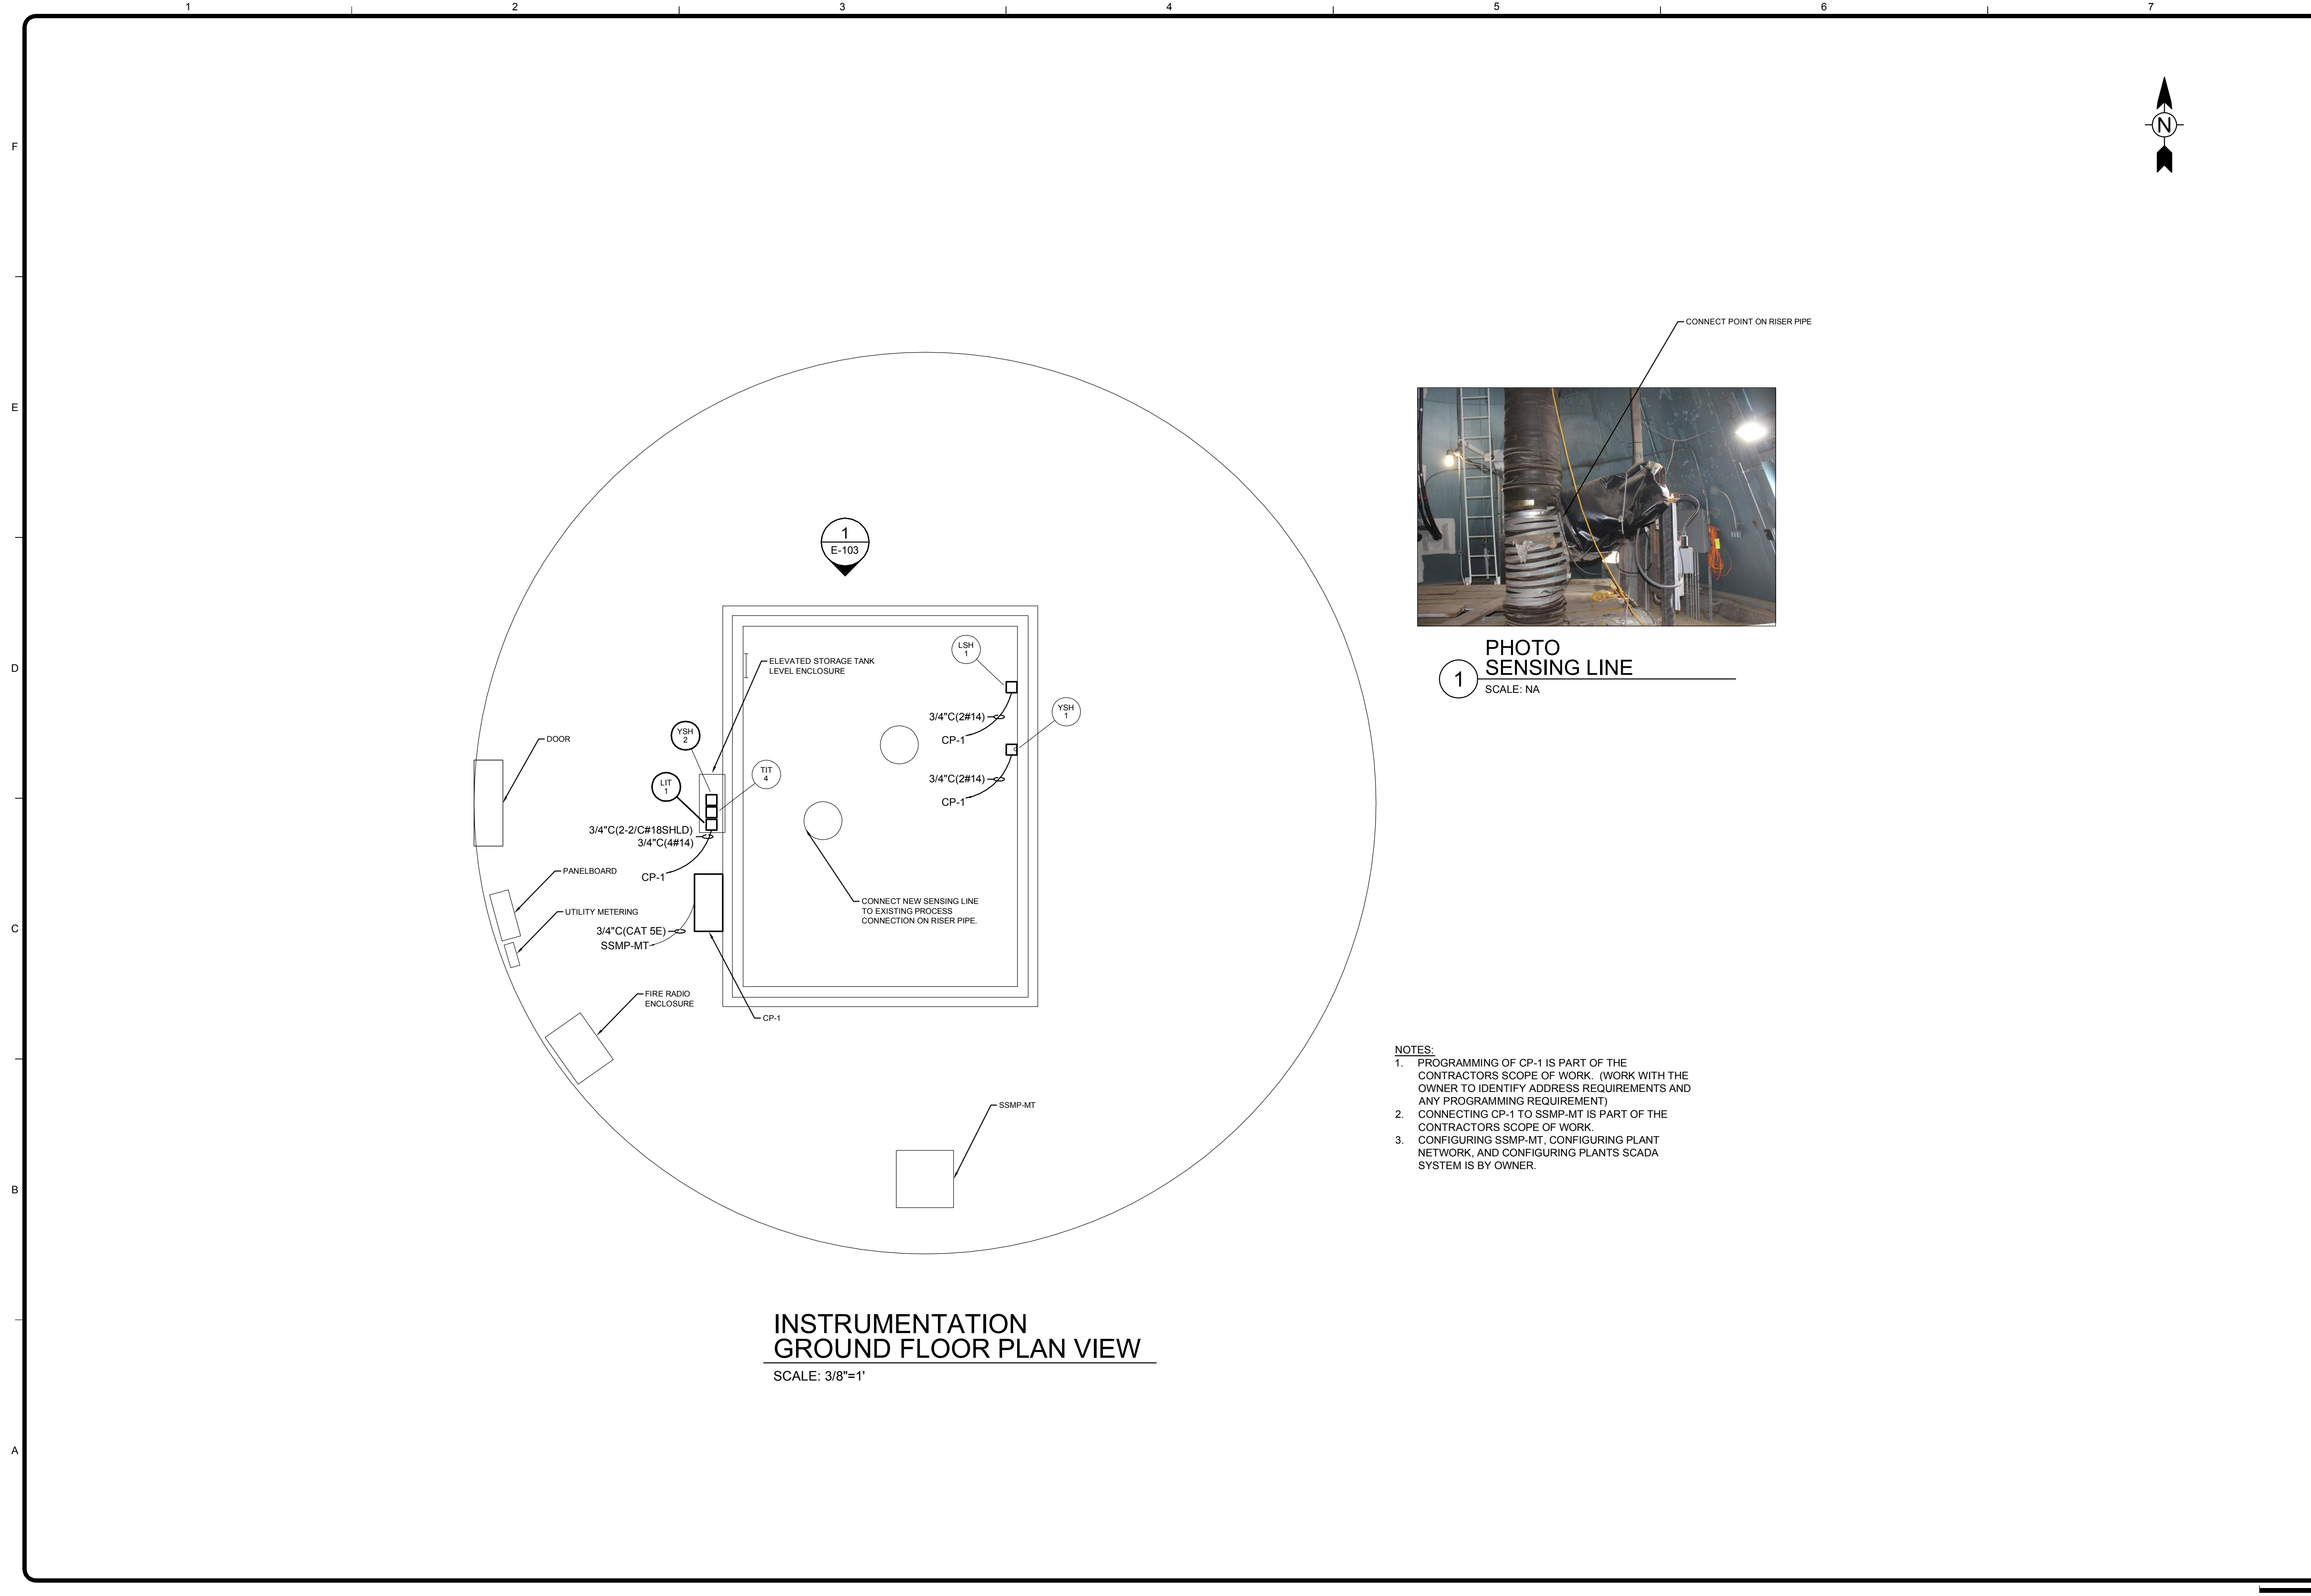 1 2 3 4 5 6 7
F
E
D
C
B
A
N
CONNECT POINT ON RISER PIPE
1
E-103
PHOTO
SENSING LINE
1
SCALE: NA
LSH
1
ELEVATED STORAGE TANK
LEVEL ENCLOSURE
3/4"C(2#14)
CP-1
YSH
1
YSH
2
DOOR
TIT
4
3/4"C(2#14)
CP-1
LIT
1
3/4"C(2-2/C#18SHLD)
3/4"C(4#14)
CP-1
PANELBOARD
CONNECT NEW SENSING LINE
TO EXISTING PROCESS
CONNECTION ON RISER PIPE.
UTILITY METERING
3/4"C(CAT 5E)
SSMP-MT
FIRE RADIO
ENCLOSURE
CP-1
SSMP-MT
NOTES:
1. PROGRAMMING OF CP-1 IS PART OF THE
CONTRACTORS SCOPE OF WORK. (WORK WITH THE
OWNER TO IDENTIFY ADDRESS REQUIREMENTS AND
ANY PROGRAMMING REQUIREMENT)
2. CONNECTING CP-1 TO SSMP-MT IS PART OF THE
CONTRACTORS SCOPE OF WORK.
3. CONFIGURING SSMP-MT, CONFIGURING PLANT
NETWORK, AND CONFIGURING PLANTS SCADA
SYSTEM IS BY OWNER.
INSTRUMENTATION
GROUND FLOOR PLAN VIEW
SCALE: 3/8"=1'